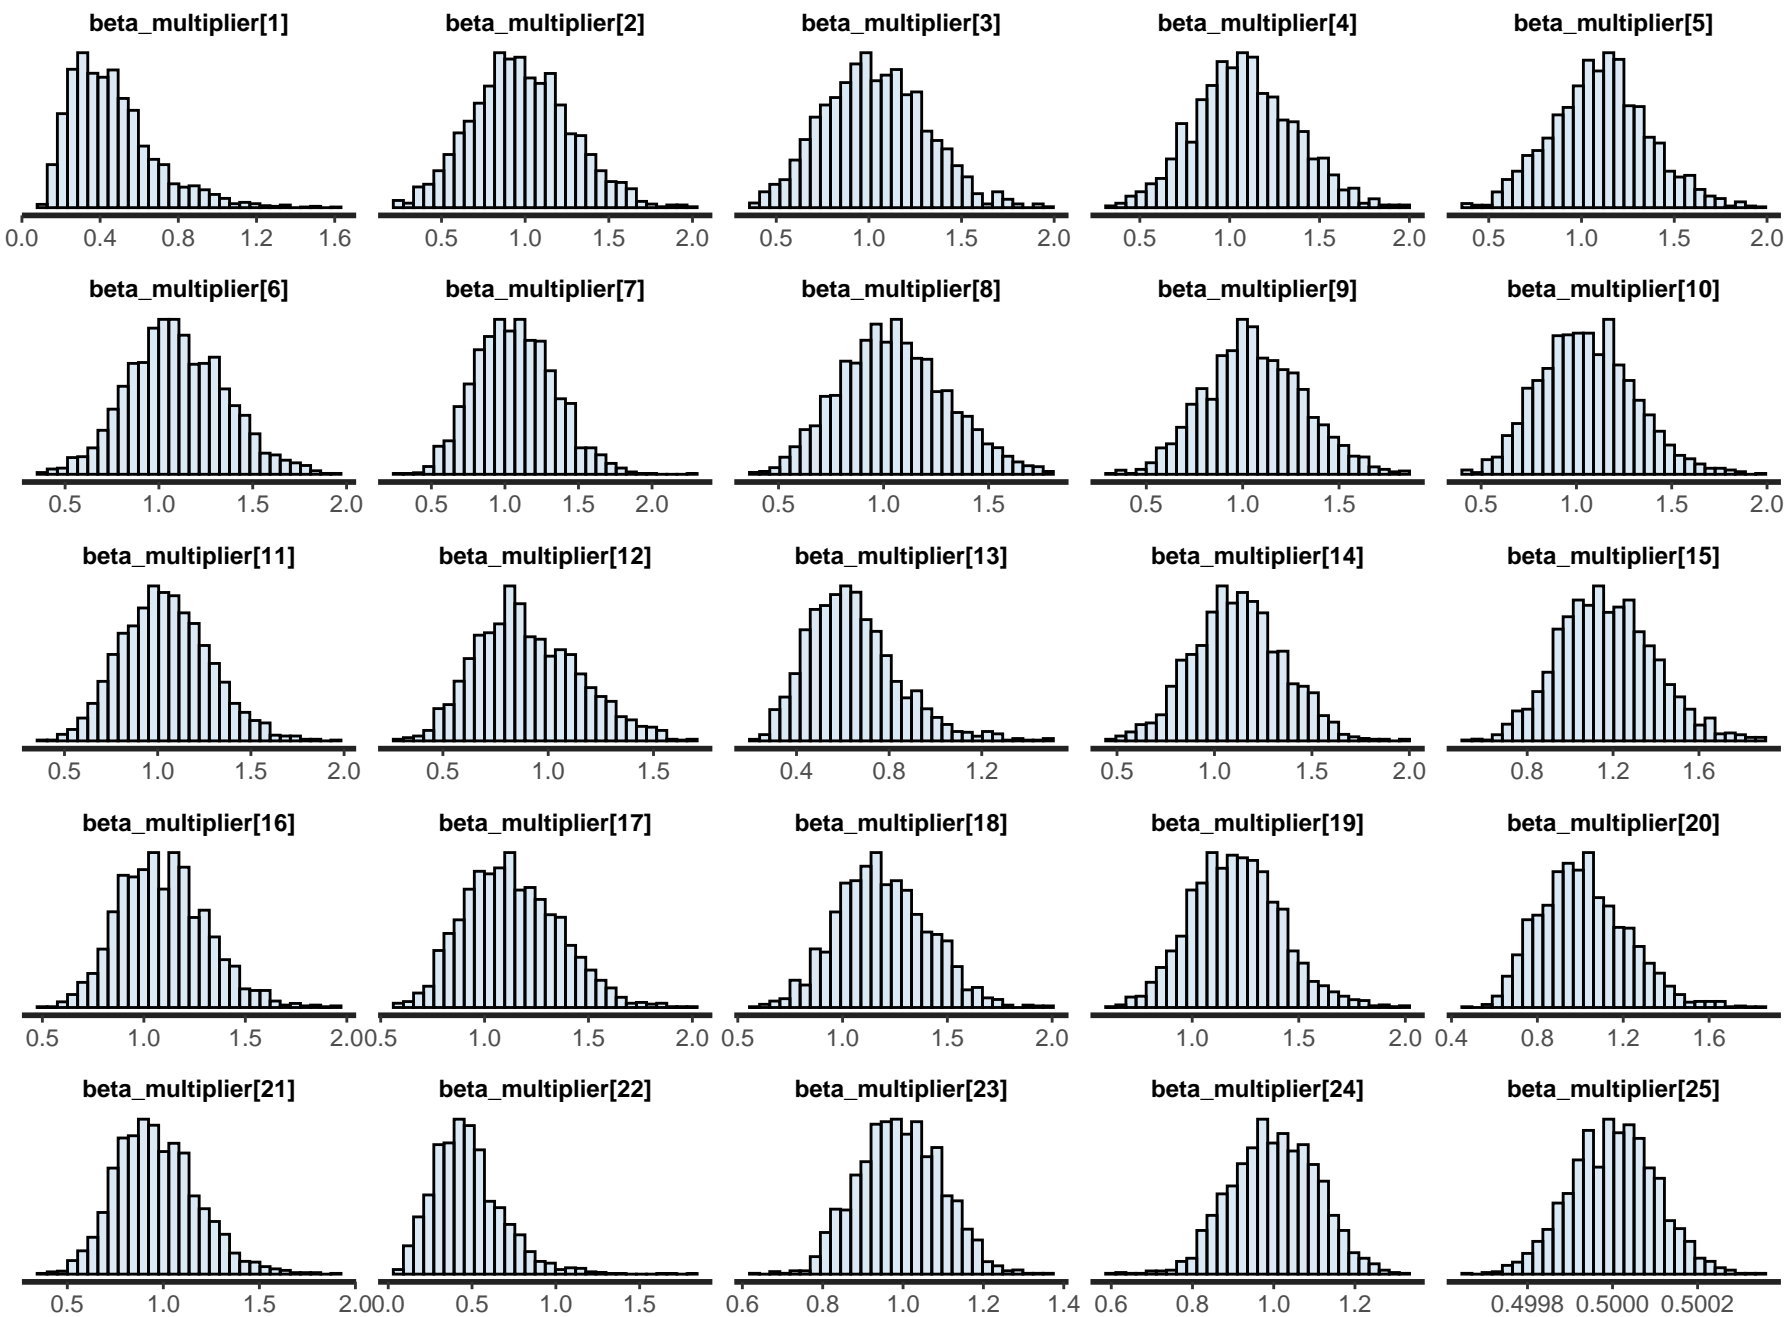 beta_multiplier[1] beta_multiplier[2] beta_multiplier[3] beta_multiplier[4] beta_multiplier[5]
0.0 0.4 0.8 1.2 1.6 0.5 1.0 1.5 2.0 0.5 1.0 1.5 2.0 0.5 1.0 1.5 2.0 0.5 1.0 1.5 2.0
beta_multiplier[6] beta_multiplier[7] beta_multiplier[8] beta_multiplier[9] beta_multiplier[10]
0.5 1.0 1.5 2.0 0.5 1.0 1.5 2.0 0.5 1.0 1.5 0.5 1.0 1.5 0.5 1.0 1.5 2.0
beta_multiplier[11] beta_multiplier[12] beta_multiplier[13] beta_multiplier[14] beta_multiplier[15]
0.5 1.0 1.5 2.0 0.5 1.0 1.5 0.4 0.8 1.2 0.5 1.0 1.5 2.0 0.8 1.2 1.6
beta_multiplier[16] beta_multiplier[17] beta_multiplier[18] beta_multiplier[19] beta_multiplier[20]
0.5 1.0 1.5 2.0 0.5 1.0 1.5 2.0 0.5 1.0 1.5 2.0 1.0 1.5 2.0 0.4 0.8 1.2 1.6
beta_multiplier[21] beta_multiplier[22] beta_multiplier[23] beta_multiplier[24] beta_multiplier[25]
0.5 1.0 1.5 2.0 0.0 0.5 1.0 1.5 0.6 0.8 1.0 1.2 1.4 0.6 0.8 1.0 1.2 0.4998 0.5000 0.5002